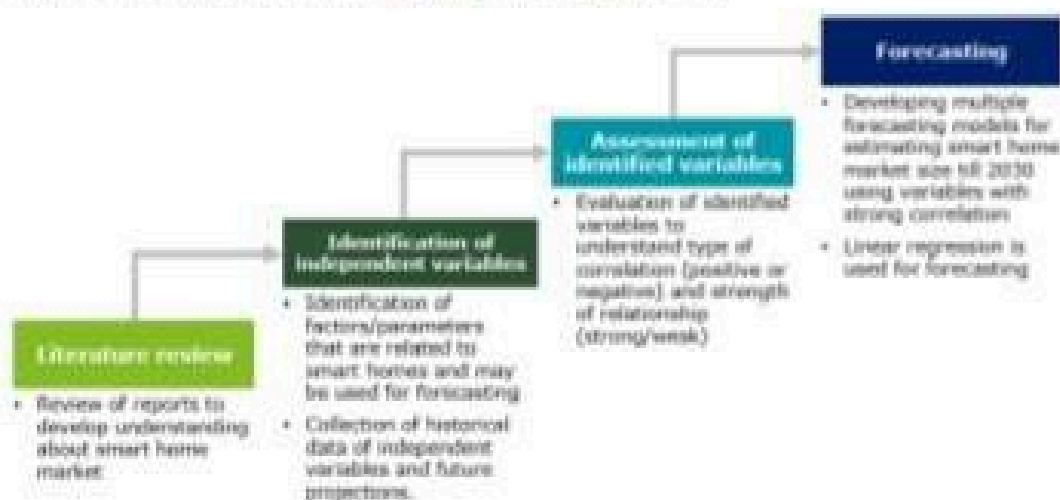 Literature review
• Review of reports to
develop understanding
about smart home
market
Identification of
independent variables
• Identification of
factors/parameters
that are related to
smart homes and may
be used for forecasting
• Collection of historical
data of independent
variables and future
projections.
Assessment of
identified variables
• Evaluation of identified
variables to
understand type of
correlation (positive or
negative) and strength
of relationship
(strong/weak)
Forecasting
• Developing multiple
forecasting models for
estimating smart home
market size till 2030
using variables with
strong correlation
• Linear regression is
used for forecasting